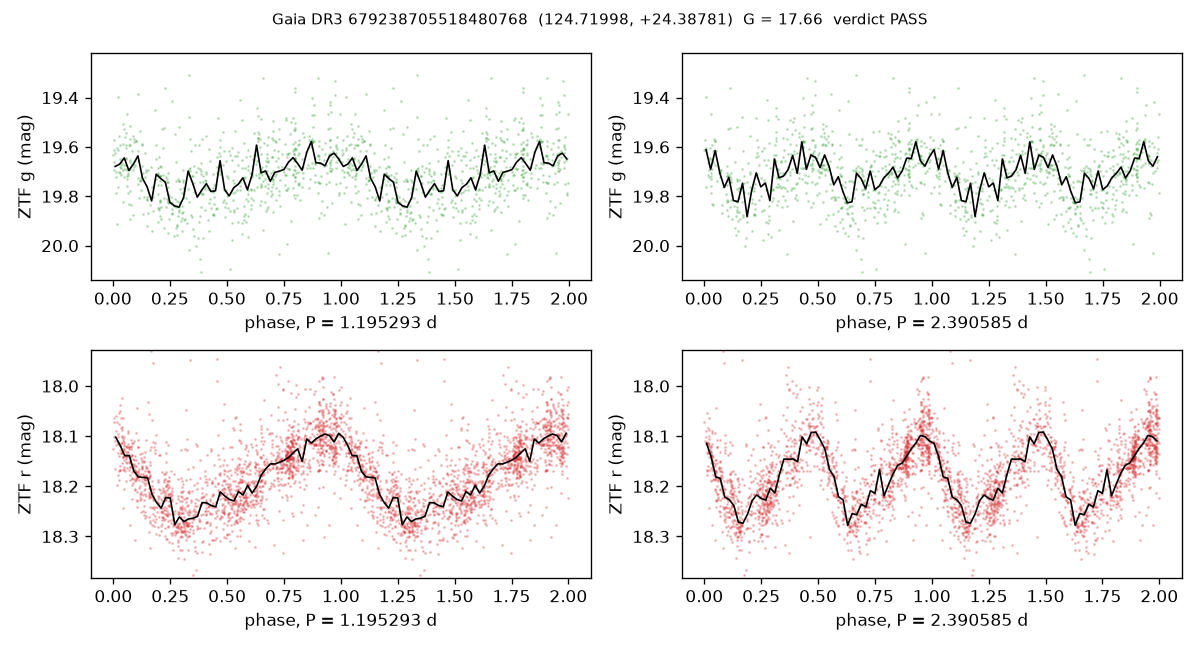 Gaia DR3 679238705518480768 (124.71998, +24.38781) G = 17.66 verdict PASS
ZTF g (mag)
19.4
19.6
19.8
20.0
0.00 0.25 0.50 0.75 1.00 1.25 1.50 1.75 2.00
phase, P = 1.195293 d
ZTF g (mag)
19.4
19.6
19.8
20.0
0.00 0.25 0.50 0.75 1.00 1.25 1.50 1.75 2.00
phase, P = 2.390585 d
ZTF r (mag)
18.0
18.1
18.2
18.3
0.00 0.25 0.50 0.75 1.00 1.25 1.50 1.75 2.00
phase, P = 1.195293 d
ZTF r (mag)
18.0
18.1
18.2
18.3
0.00 0.25 0.50 0.75 1.00 1.25 1.50 1.75 2.00
phase, P = 2.390585 d